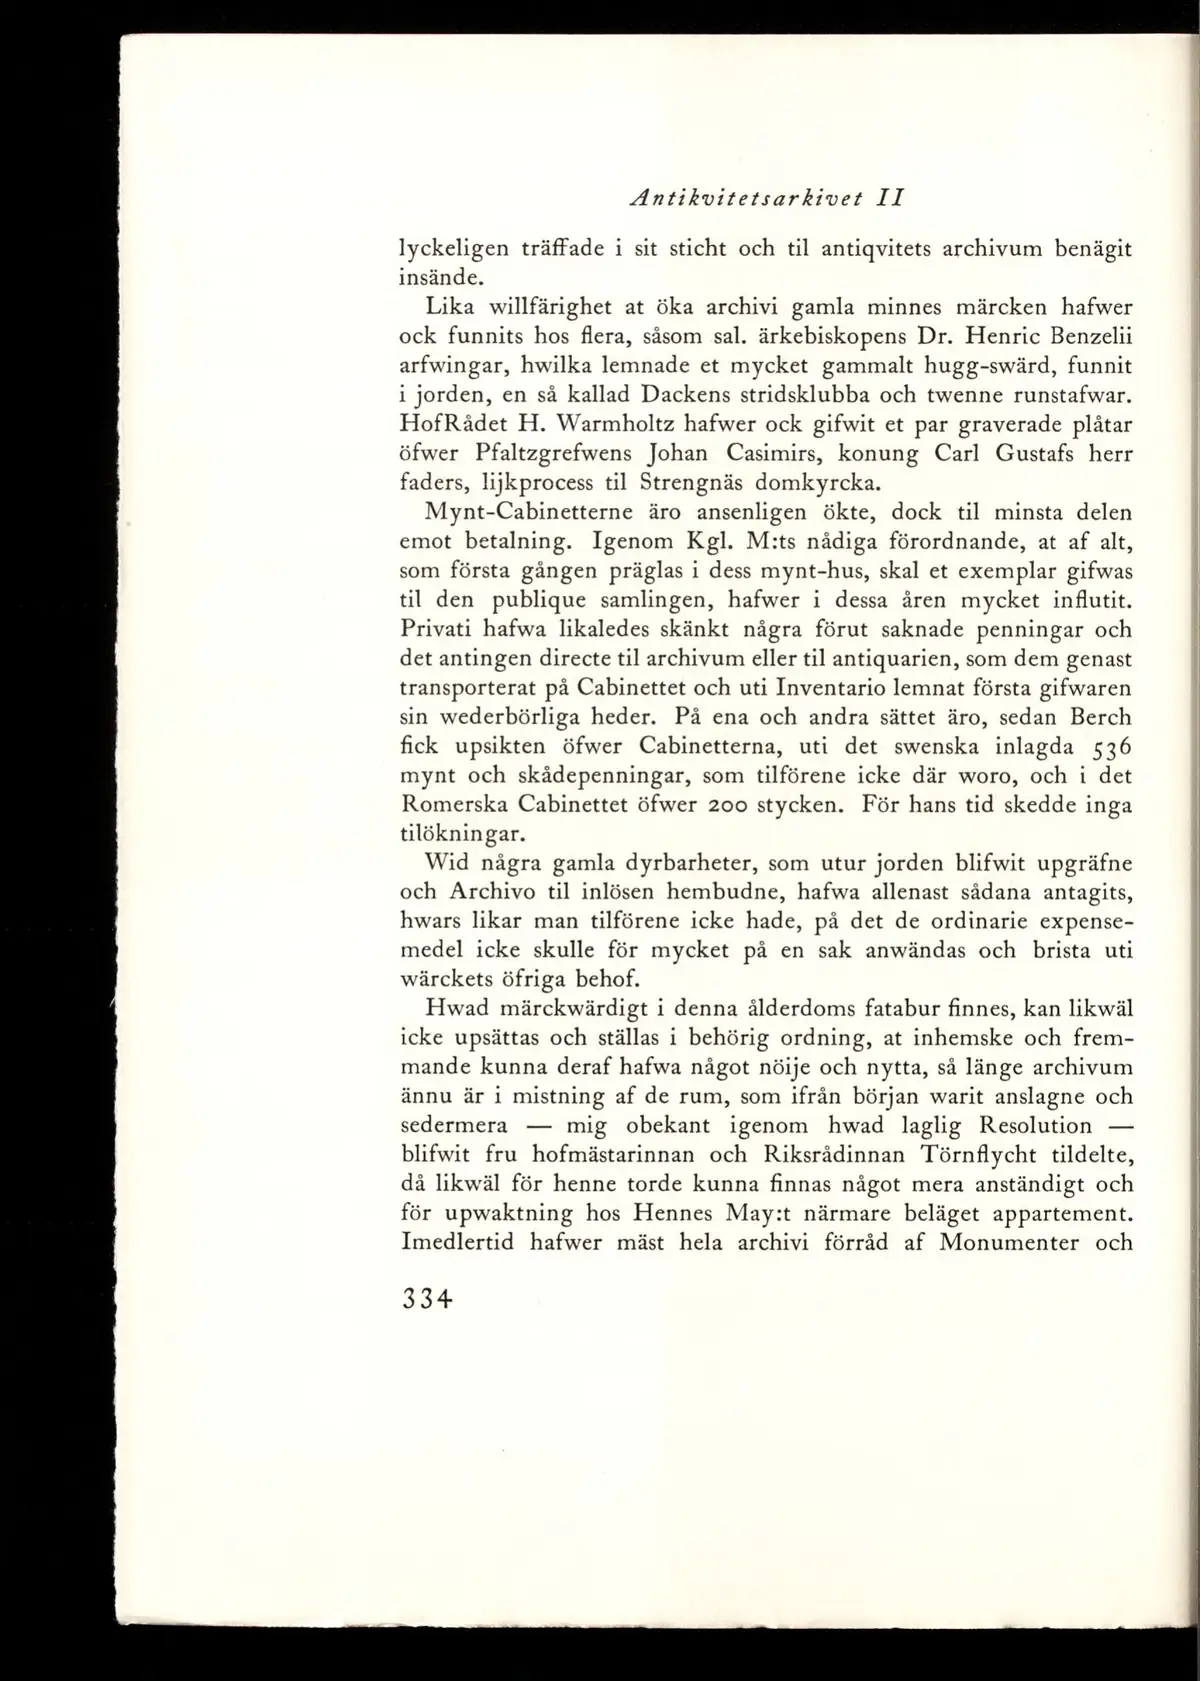 Antikvitetsarkivet II
lyckeligen träffade i sit sticht och til antiqvitets archivum benägit
insände.
Lika willfärighet at öka archivi gamla minnes märcken hafwer
ock funnits hos flera, såsom sal. ärkebiskopens Dr. Henric Benzelii
arfwingar, hwilka lemnade et mycket gammalt hugg-swärd, funnit
i jorden, en så kallad Dackens stridsklubba och twenne runstafwar.
HofRådet H. Warmholtz hafwer ock gifwit et par graverade plåtar
öfwer Pfaltzgrefwens Johan Casimirs, konung Carl Gustafs herr
faders, lijkprocess til Strengnäs domkyrcka.
Mynt-Cabinetterne äro ansenligen ökte, dock til minsta delen
emot betalning. Igenom Kgl. M:ts nådiga förordnande, at af alt,
som första gången präglas i dess mynt-hus, skal et exemplar gifwas
til den publique samlingen, hafwer i dessa åren mycket influtit.
Privati hafwa likaledes skänkt några förut saknade penningar och
det antingen directe til archivum eller til antiquarien, som dem genast
transporterat på Cabinettet och uti Inventario lemnat första gifwaren
sin wederbörliga heder. På ena och andra sättet äro, sedan Berch
fick upsikten öfwer Cabinetterna, uti det swenska inlagda 536
mynt och skådepenningar, som tilförene icke där woro, och i det
Romerska Cabinettet öfwer 200 stycken. För hans tid skedde inga
tilökningar.
Wid några gamla dyrbarheter, som utur jorden blifwit upgräfne
och Archivo til inlösen hembudne, hafwa allenast sådana antagits,
hwars likar man tilförene icke hade, på det de ordinarie expense-
medel icke skulle för mycket på en sak anwändas och brista uti
wärckets öfriga behof.
Hwad märckwärdigt i denna ålderdoms fatabur finnes, kan likwäl
icke upsättas och ställas i behörig ordning, at inhemske och frem-
mande kunna deraf hafwa något nöije och nytta, så länge archivum
ännu är i mistning af de rum, som ifrån början warit anslagne och
sedermera — mig obekant igenom hwad laglig Resolution —
blifwit fru hofmästarinnan och Riksrådinnan Törnflycht tildelte,
då likwäl för henne torde kunna finnas något mera anständigt och
för upwaktning hos Hennes May:t närmare beläget appartement.
Imedlertid hafwer mäst hela archivi förråd af Monumenter och
334